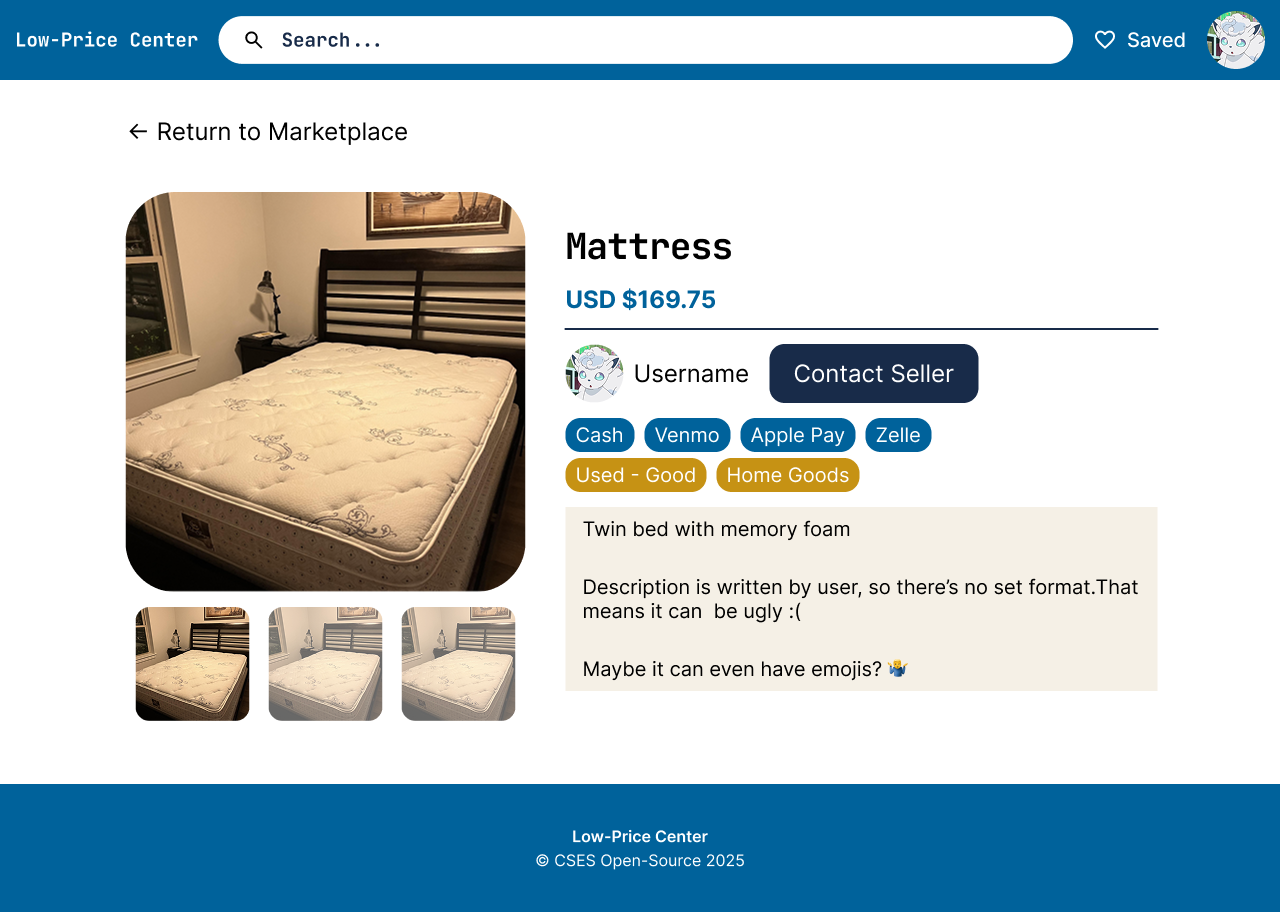 Low-Price Center
Search...
Saved
← Return to Marketplace
Mattress
USD $169.75
Username
Contact Seller
Cash
Venmo
Apple Pay
Zelle
Used - Good
Home Goods
Twin bed with memory foam
Description is written by user, so there’s no set format.That
means it can  be ugly :(
Maybe it can even have emojis? 🤷‍♂️
Low-Price Center
© CSES Open-Source 2025